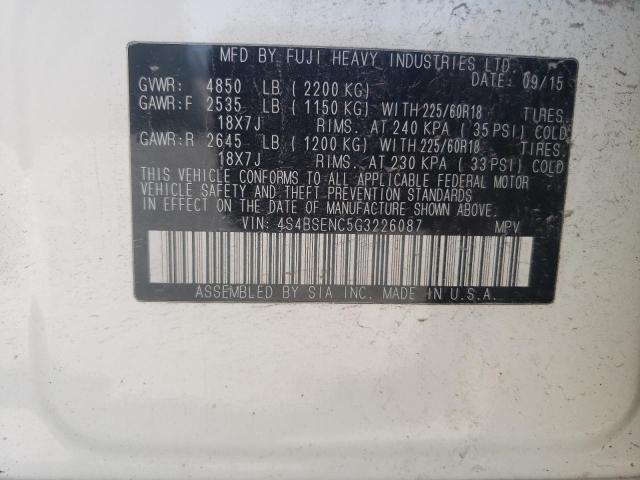 MFD BY FUJI HEAVY INDUSTRIES LTD.
DATE: 09/15
GVWR: 4850 LB ( 2200 KG)
GAWR:F 2535 LB ( 1150 KG) WITH 225/60R18 TIRES,
18X7J RIMS, AT 240 KPA ( 35 PSI) COLD
GAWR:R 2645 LB ( 1200 KG) WITH 225/60R18 TIRES,
18X7J RIMS, AT 230 KPA ( 33 PSI) COLD
THIS VEHICLE CONFORMS TO ALL APPLICABLE FEDERAL MOTOR
VEHICLE SAFETY AND THEFT PREVENTION STANDARDS
IN EFFECT ON THE DATE OF MANUFACTURE SHOWN ABOVE.
VIN: 4S4BSENC5G3226087 MPV
ASSEMBLED BY SIA INC. MADE IN U.S.A.